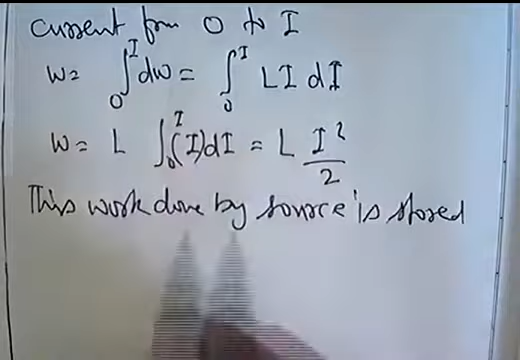 current from 0 to I
W= ∫₀ᴵ dw = ∫₀ᴵ LI dI
W= L ∫₀ᴵ (I)dI = L I²/2
This work done by source is stored